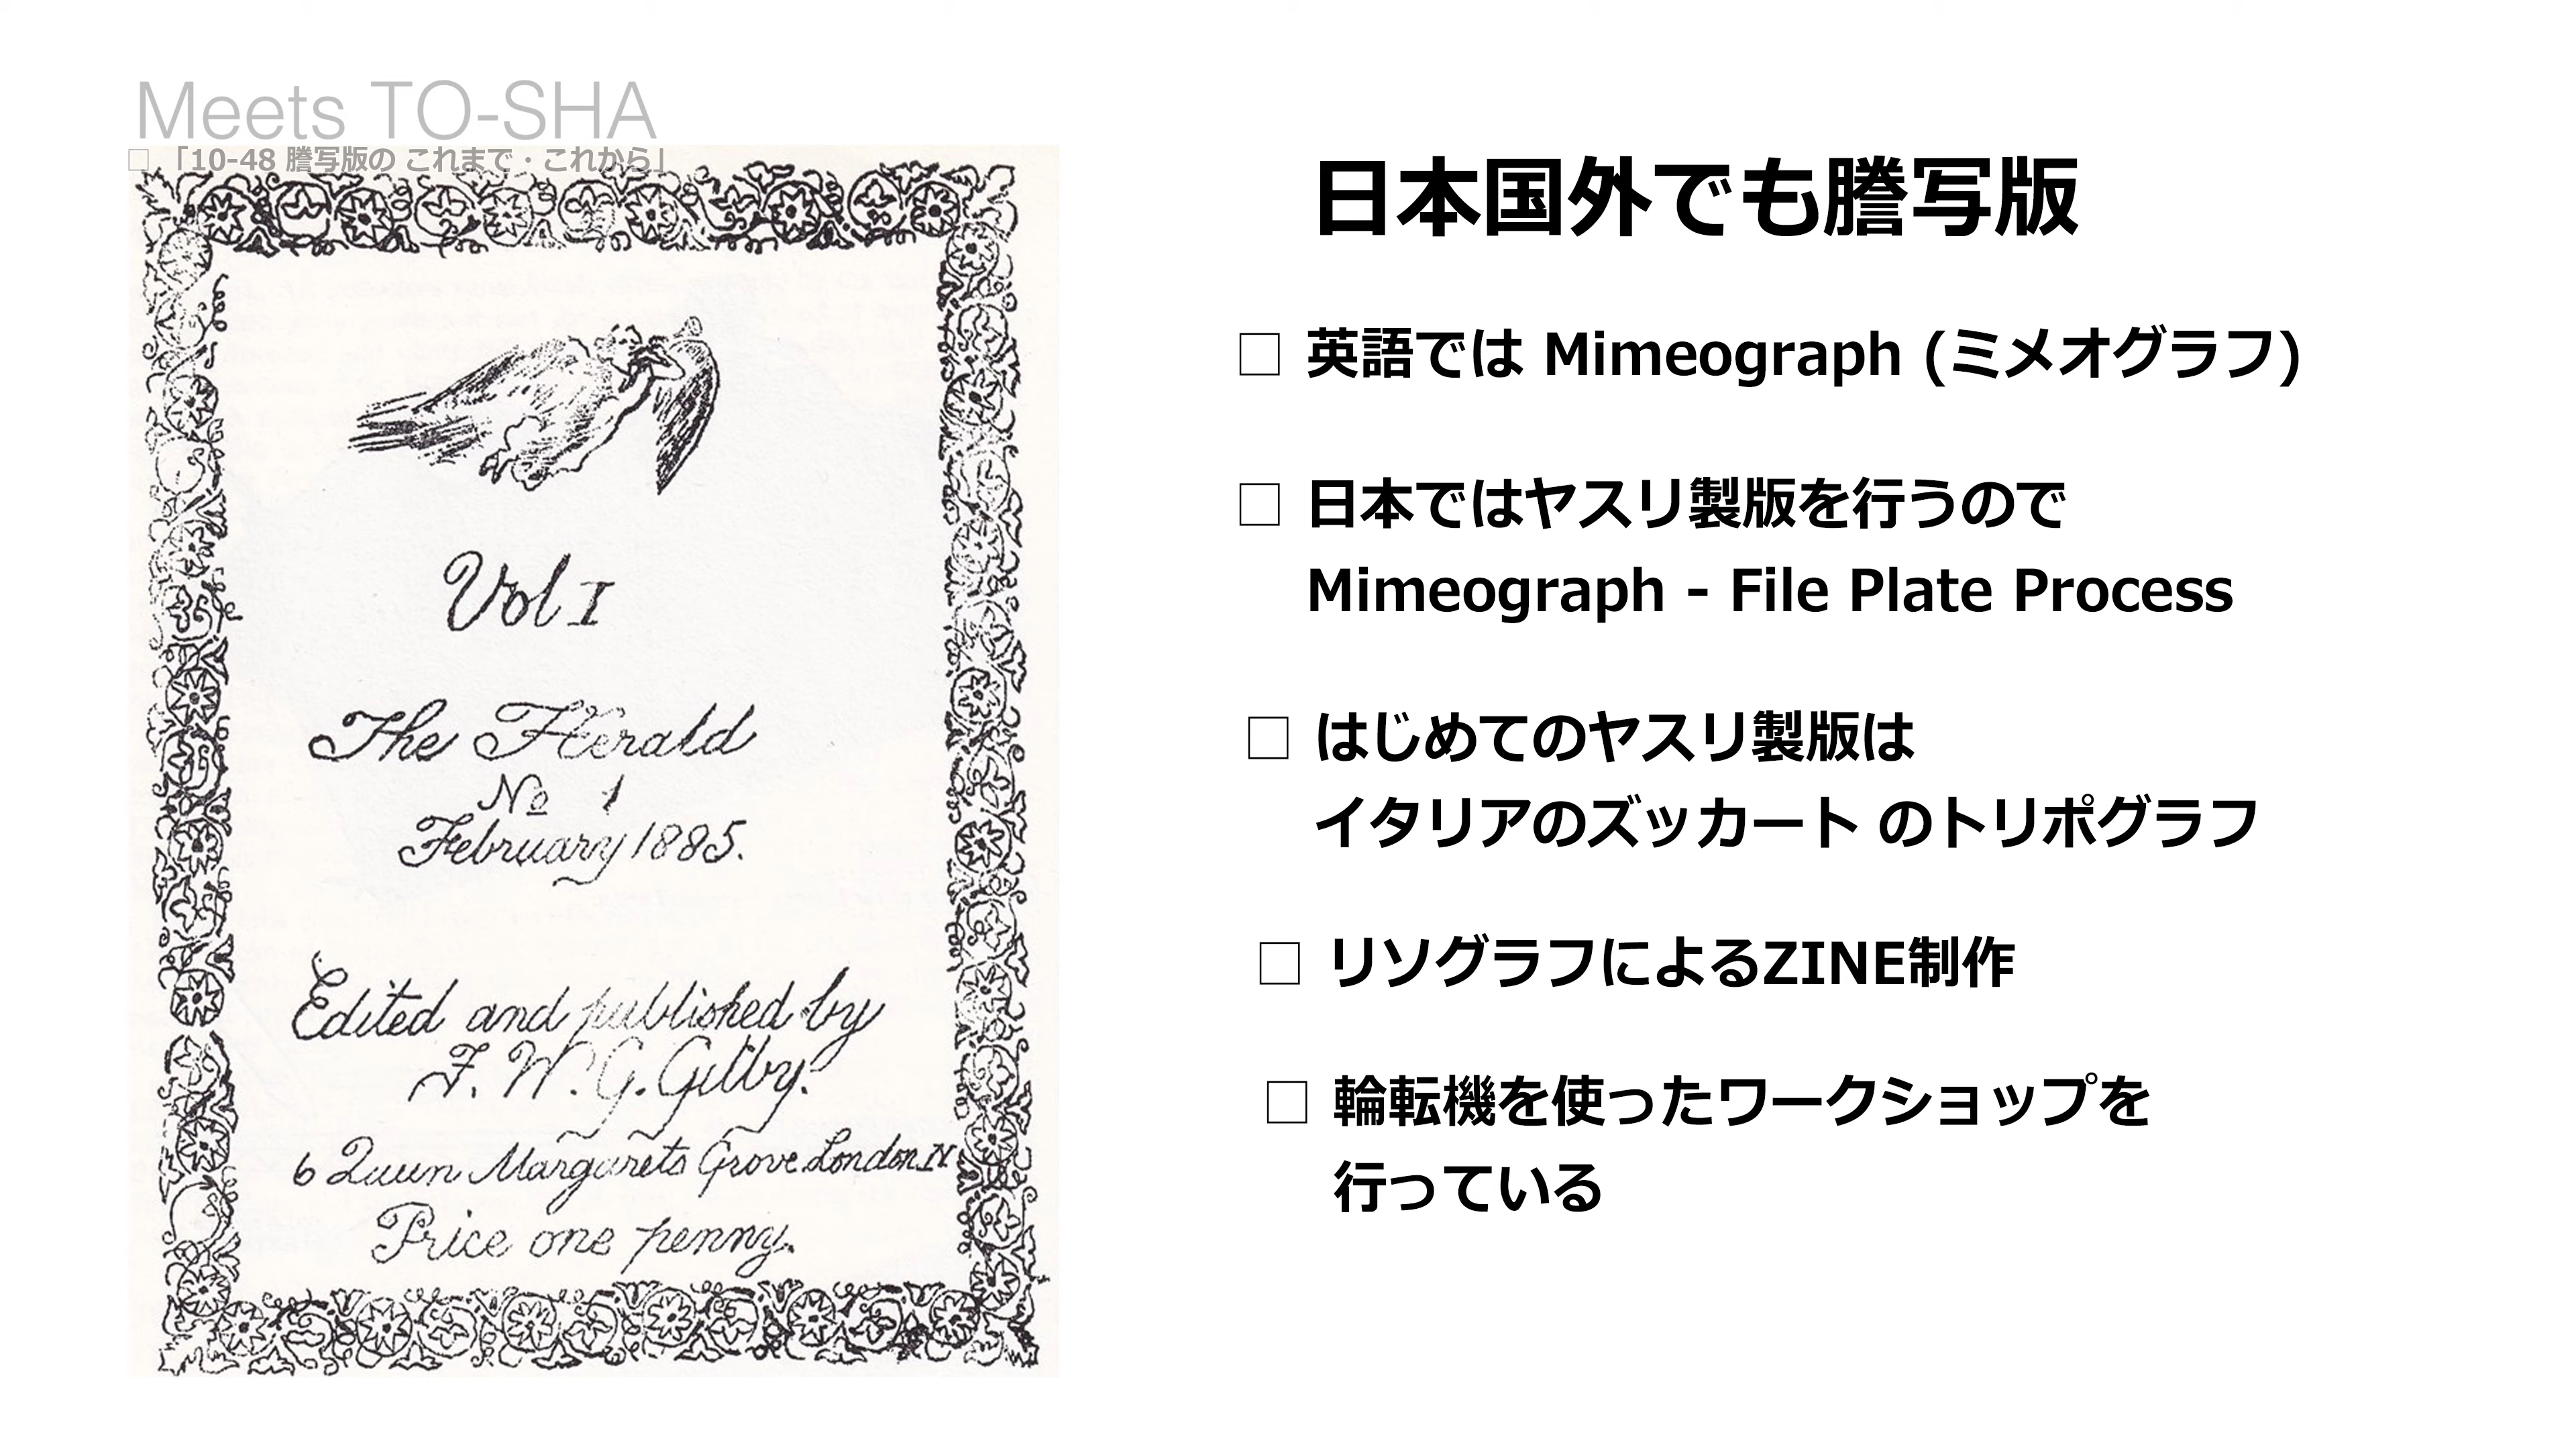 Meets TO-SHA
□.「10-48 謄写版の これまで・これから」
Vol I
The Herald
No 1
February 1885.
Edited and published by
F. W. G. Gilby.
6 Queen Margarets Grove London N.
Price one penny.
日本国外でも謄写版
□ 英語では Mimeograph (ミメオグラフ)
□ 日本ではヤスリ製版を行うので
Mimeograph - File Plate Process
□ はじめてのヤスリ製版は
イタリアのズッカート のトリポグラフ
□ リソグラフによるZINE制作
□ 輪転機を使ったワークショップを
行っている